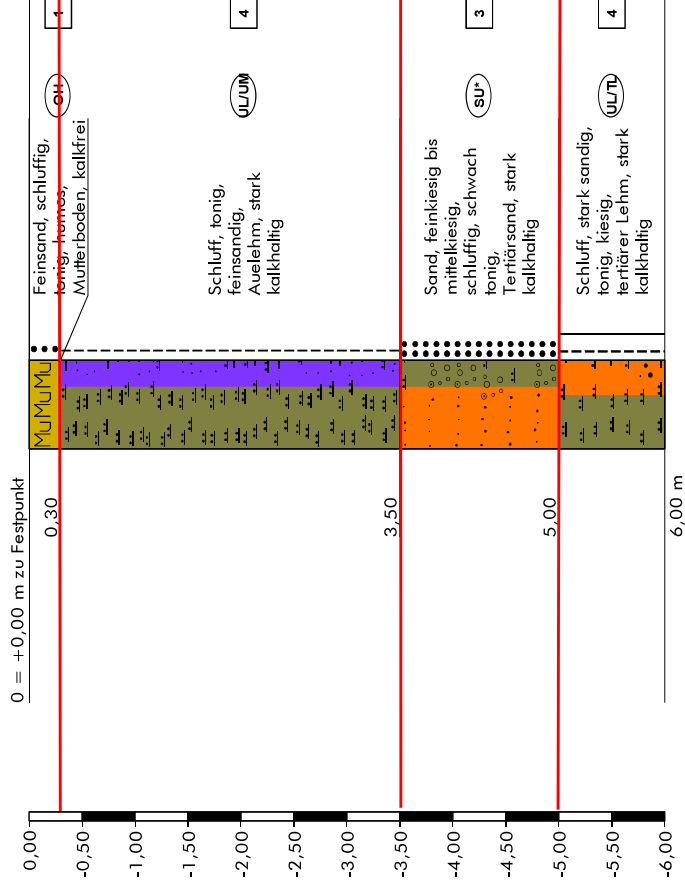 0 = +0,00 m zu Festpunkt
0,00
-0,50
-1,00
-1,50
-2,00
-2,50
-3,00
-3,50
-4,00
-4,50
-5,00
-5,50
-6,00
0,30
3,50
5,00
6,00 m
Mu Mu Mu
Feinsand, schluffig,
tonig, humos,
Mutterboden, kalkfrei
OH
1
Schluff, tonig,
feinsandig,
Auelehm, stark
kalkhaltig
UL/UM
4
Sand, feinkiesig bis
mittelkiesig,
schluffig, schwach
tonig,
Tertiärsand, stark
kalkhaltig
SU*
3
Schluff, stark sandig,
tonig, kiesig,
tertiärer Lehm, stark
kalkhaltig
UL/TL
4